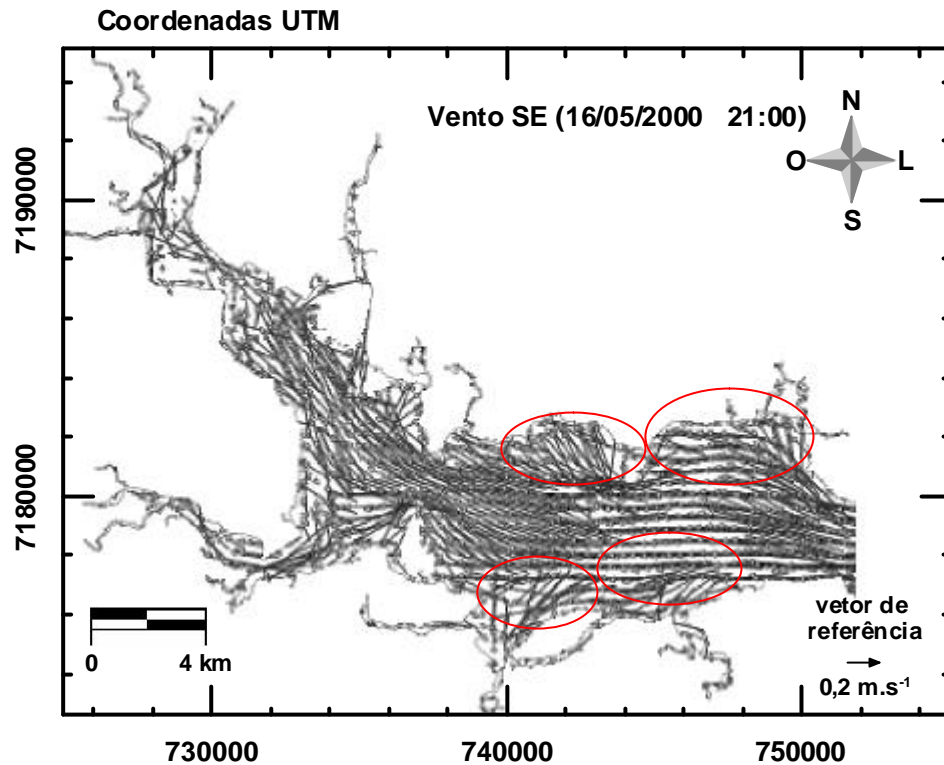 Coordenadas UTM
Vento SE (16/05/2000 21:00)
N
O L
S
7190000
7180000
vetor de
referência
0,2 m.s-¹
0 4 km
730000 740000 750000